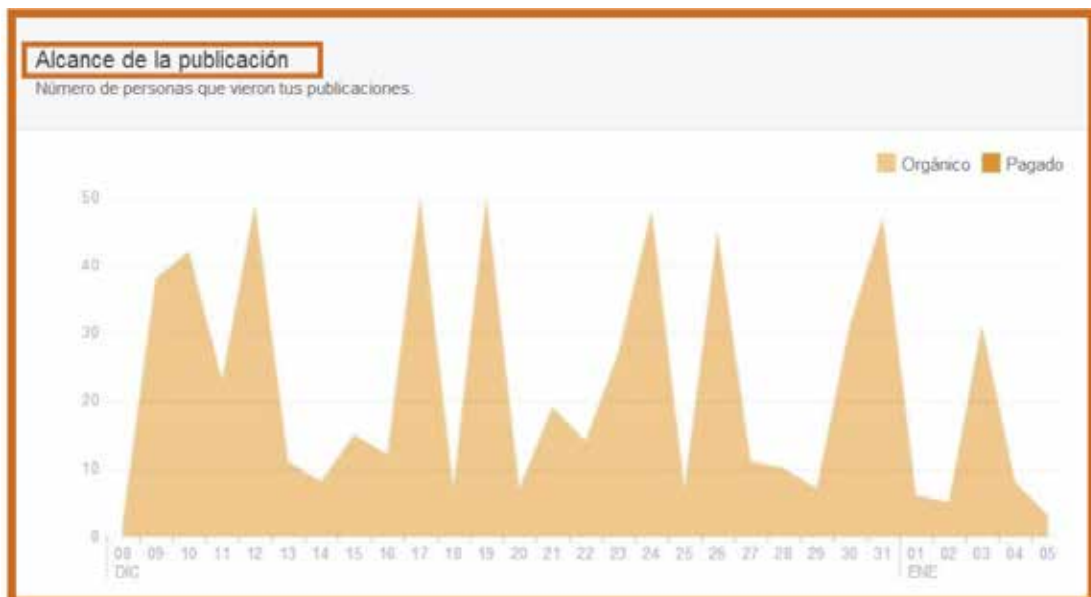 Alcance de la publicación
Número de personas que vieron tus publicaciones.
Orgánico Pagado
50
40
30
20
10
0
08 09 10 11 12 13 14 15 16 17 18 19 20 21 22 23 24 25 26 27 28 29 30 31 01 02 03 04 05
DIC ENE